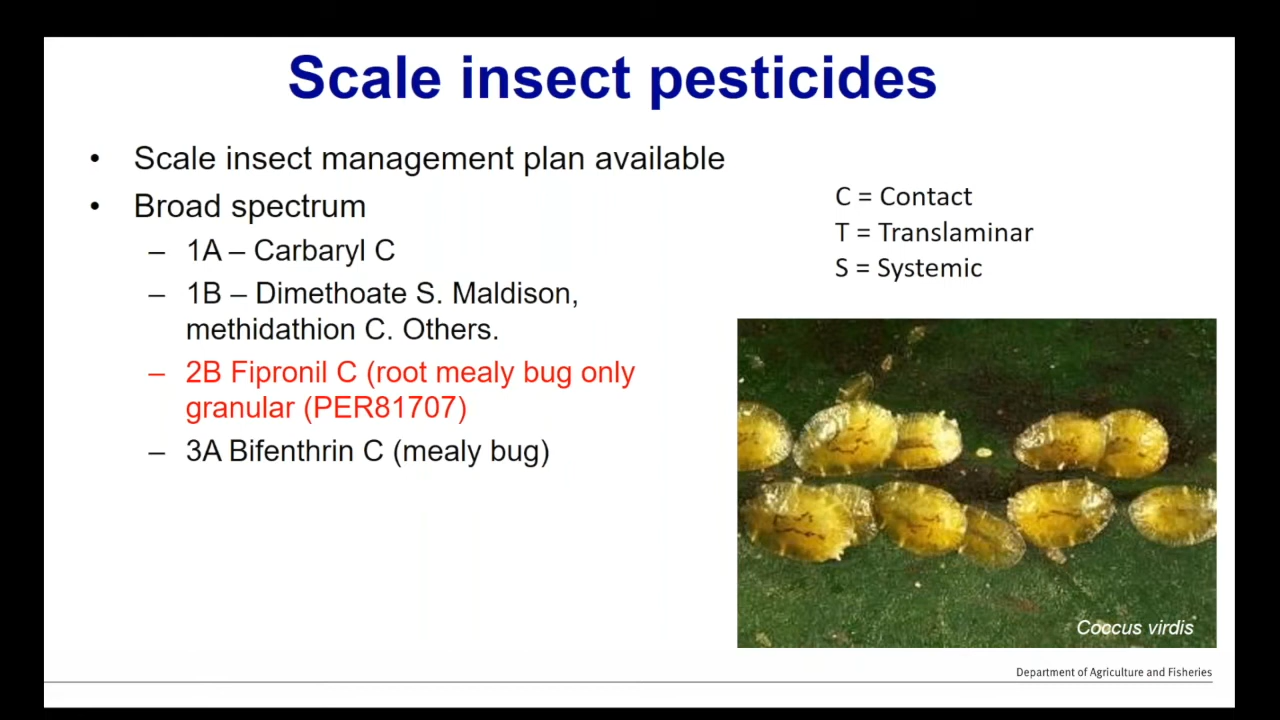 Scale insect pesticides
• Scale insect management plan available
• Broad spectrum
– 1A – Carbaryl C
– 1B – Dimethoate S. Maldison,
methidathion C. Others.
– 2B Fipronil C (root mealy bug only
granular (PER81707)
– 3A Bifenthrin C (mealy bug)
C = Contact
T = Translaminar
S = Systemic
Coccus virdis
Department of Agriculture and Fisheries